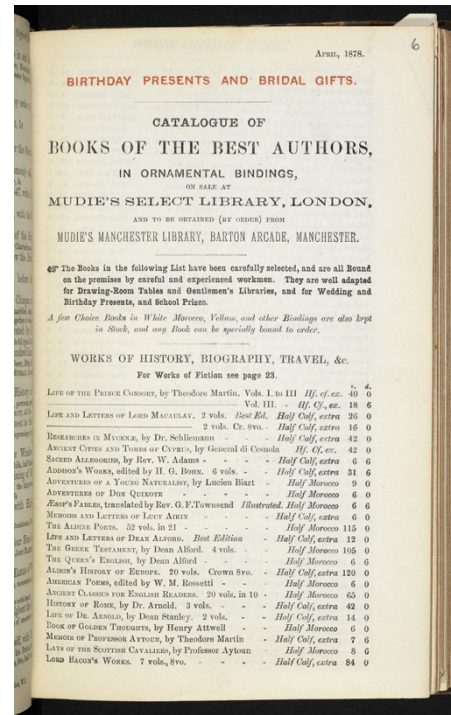 6
APRIL, 1878.
BIRTHDAY PRESENTS AND BRIDAL GIFTS.
CATALOGUE OF
BOOKS OF THE BEST AUTHORS,
IN ORNAMENTAL BINDINGS,
ON SALE AT
MUDIE'S SELECT LIBRARY, LONDON,
AND TO BE OBTAINED (BY ORDER) FROM
MUDIE'S MANCHESTER LIBRARY, BARTON ARCADE, MANCHESTER.
☞ The Books in the following List have been carefully selected, and are all Bound
on the premises by careful and experienced workmen. They are well adapted
for Drawing-Room Tables and Gentlemen's Libraries, and for Wedding and
Birthday Presents, and School Prizes.
A few Choice Books in White Morocco, Vellum, and other Bindings are also kept
in Stock, and any Book can be specially bound to order.
WORKS OF HISTORY, BIOGRAPHY, TRAVEL, &c.
For Works of Fiction see page 23.
s. d.
LIFE OF THE PRINCE CONSORT, by Theodore Martin. Vols. I. to III Hf. cf. ex. 40 0
Vol. III. - Hf. Cf., ex. 18 6
LIFE AND LETTERS OF LORD MACAULAY. 2 vols. Best Ed. Half Calf, extra 26 0
2 vols. Cr. 8vo. - Half Calf, extra 16 0
RESEARCHES IN MYCENÆ, by Dr. Schliemann - - - Half Calf, extra 42 0
ANCIENT CITIES AND TOMBS OF CYPRUS, by General di Cesnola Hf. Cf. ex. 42 0
SACRED ALLEGORIES, by Rev. W. Adams - - - Half Calf, extra 6 6
ADDISON'S WORKS, edited by H. G. BOHN. 6 vols. - - Half Calf, extra 31 6
ADVENTURES OF A YOUNG NATURALIST, by Lucien Biart - Half Morocco 9 0
ADVENTURES OF DON QUIXOTE - - - - - Half Morocco 6 0
ÆSOP'S FABLES, translated by Rev. G. F. Townsend Illustrated. Half Morocco 6 6
MEMOIRS AND LETTERS OF LUCY AIKIN - - - Half Calf, extra 6 0
THE ALDINE POETS. 52 vols. in 21 - - - - Half Morocco 115 0
LIFE AND LETTERS OF DEAN ALFORD. Best Edition - Half Calf, extra 12 0
THE GREEK TESTAMENT, by Dean Alford. 4 vols. - Half Morocco 105 0
THE QUEEN'S ENGLISH, by Dean Alford - - - Half Morocco 6 6
ALISON'S HISTORY OF EUROPE. 20 vols. Crown 8vo. - Half Calf, extra 120 0
AMERICAN POEMS, edited by W. M. Rossetti - - - Half Morocco 6 0
ANCIENT CLASSICS FOR ENGLISH READERS. 20 vols. in 10 - Half Morocco 65 0
HISTORY OF ROME, by Dr. Arnold. 3 vols. - - - Half Calf, extra 42 0
LIFE OF DR. ARNOLD, by Dean Stanley. 2 vols. - - Half Calf, extra 14 0
BOOK OF GOLDEN THOUGHTS, by Henry Attwell - - Half Morocco 6 0
MEMOIR OF PROFESSOR AYTOUN, by Theodore Martin - Half Calf, extra 7 6
LAYS OF THE SCOTTISH CAVALIERS, by Professor Aytoun Half Morocco 8 6
LORD BACON'S WORKS. 7 vols., 8vo. - - - - Half Calf, extra 84 0